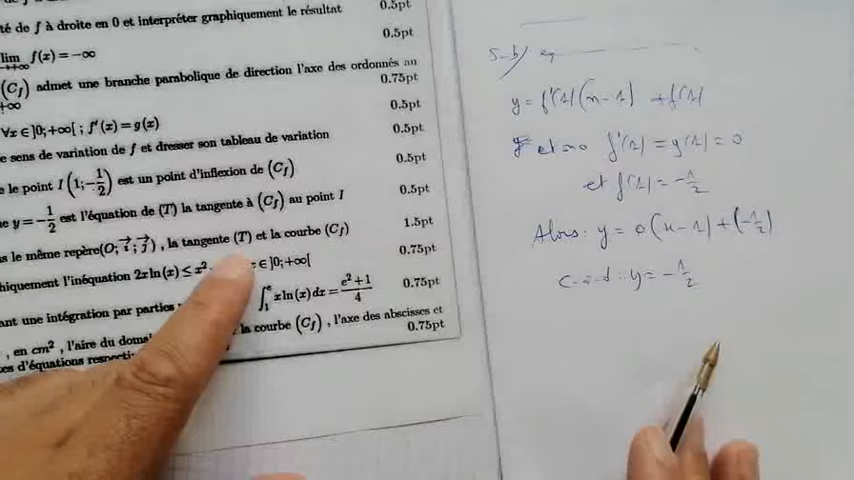 té de f à droite en 0 et interpréter graphiquement le résultat 0.5pt
lim f(x) = −∞ 0.5pt
x→+∞
(C_f) admet une branche parabolique de direction l'axe des ordonnés au
+∞ 0.75pt
∀x ∈ ]0; +∞[ ; f'(x) = g(x) 0.5pt
e sens de variation de f et dresser son tableau de variation 0.5pt
e le point I(1; −1/2) est un point d'inflexion de (C_f) 0.5pt
e y = −1/2 est l'équation de (T) la tangente à (C_f) au point I 0.5pt
s le même repère (O; i; j) , la tangente (T) et la courbe (C_f) 1.5pt
hiquement l'inéquation 2x ln(x) ≤ x² ∈ ]0; +∞[ 0.75pt
ant une intégration par parties ∫₁ᵉ x ln(x) dx = (e²+1)/4 0.75pt
, en cm² , l'aire du doma la courbe (C_f) , l'axe des abscisses et
es d'équations respecti 0.75pt
5-b/ eq
y = f'(1)(x−1) + f(1)
et no f'(1) = g(1) = 0
et f(1) = −1/2
Alors : y = 0(x−1) + (−1/2)
C-à-d : y = −1/2